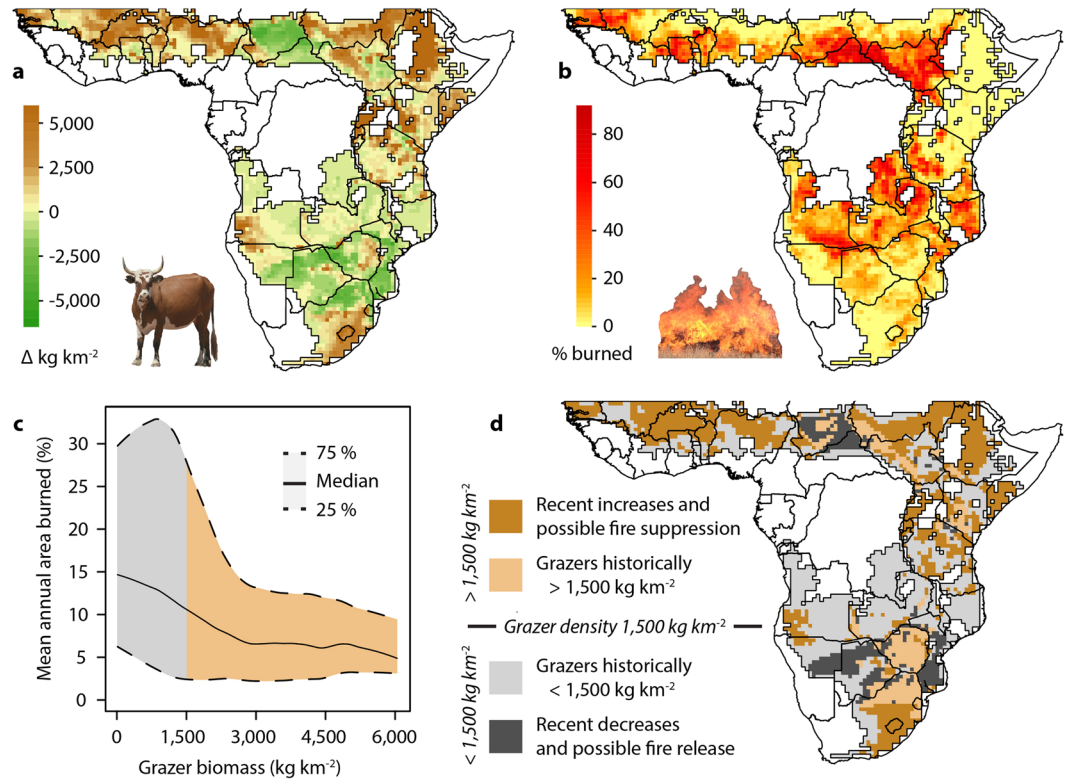 a
5,000
2,500
0
-2,500
-5,000
Δ kg km⁻²
b
80
60
40
20
0
% burned
c
Mean annual area burned (%)
30
25
20
15
10
5
0
75 %
Median
25 %
0
1,500
3,000
4,500
6,000
Grazer biomass (kg km⁻²)
d
> 1,500 kg km⁻²
Recent increases and
possible fire suppression
Grazers historically
> 1,500 kg km⁻²
Grazer density 1,500 kg km⁻²
< 1,500 kg km⁻²
Grazers historically
< 1,500 kg km⁻²
Recent decreases
and possible fire release